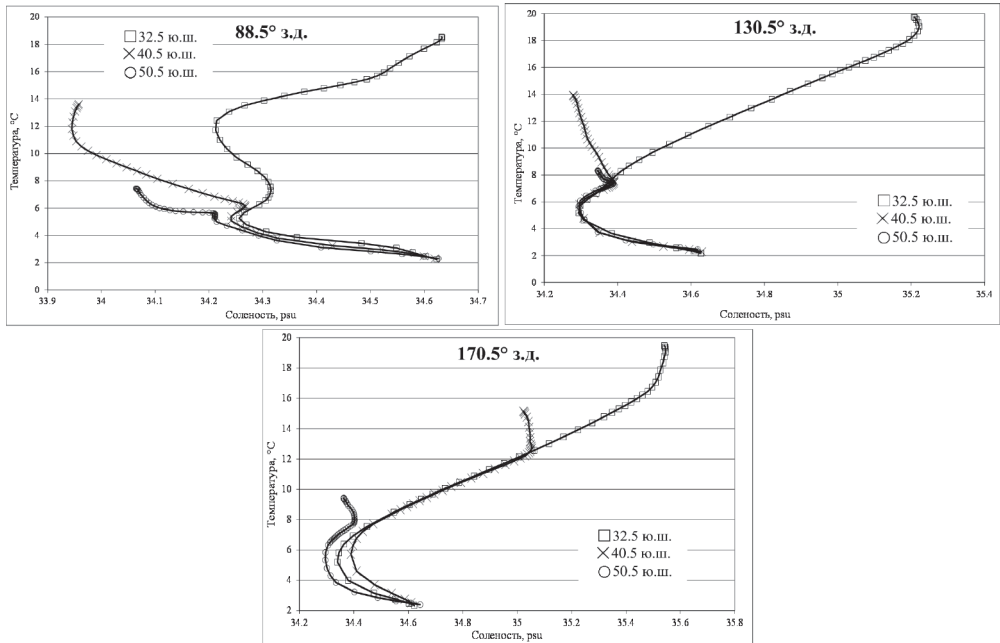 88.5° з.д.
32.5 ю.ш.
40.5 ю.ш.
50.5 ю.ш.
Температура, °С
20
18
16
14
12
10
8
6
4
2
0
33.9 34 34.1 34.2 34.3 34.4 34.5 34.6 34.7
Соленость, psu
130.5° з.д.
32.5 ю.ш.
40.5 ю.ш.
50.5 ю.ш.
Температура, °С
20
18
16
14
12
10
8
6
4
2
0
34.2 34.4 34.6 34.8 35 35.2 35.4
Соленость, psu
170.5° з.д.
32.5 ю.ш.
40.5 ю.ш.
50.5 ю.ш.
Температура, °С
20
18
16
14
12
10
8
6
4
2
34.2 34.4 34.6 34.8 35 35.2 35.4 35.6 35.8
Соленость, psu